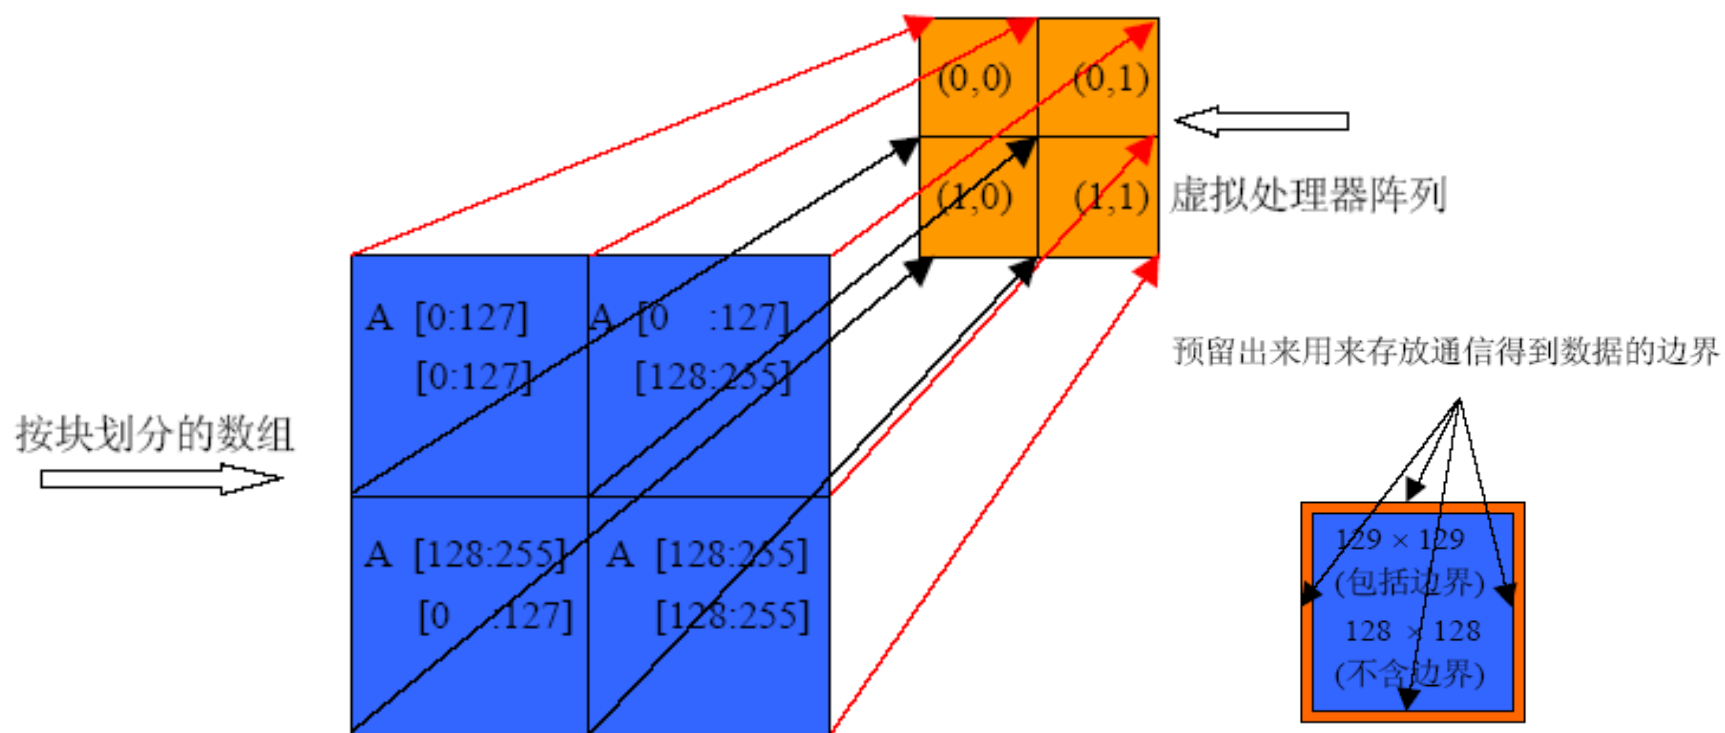 (0,0) (0,1)
(1,0) (1,1)
虚拟处理器阵列
按块划分的数组
A [0:127] A [0 :127]
[0:127] [128:255]
A [128:255] A [128:255]
[0 :127] [128:255]
预留出来用来存放通信得到数据的边界
129 × 129
(包括边界)
128 × 128
(不含边界)